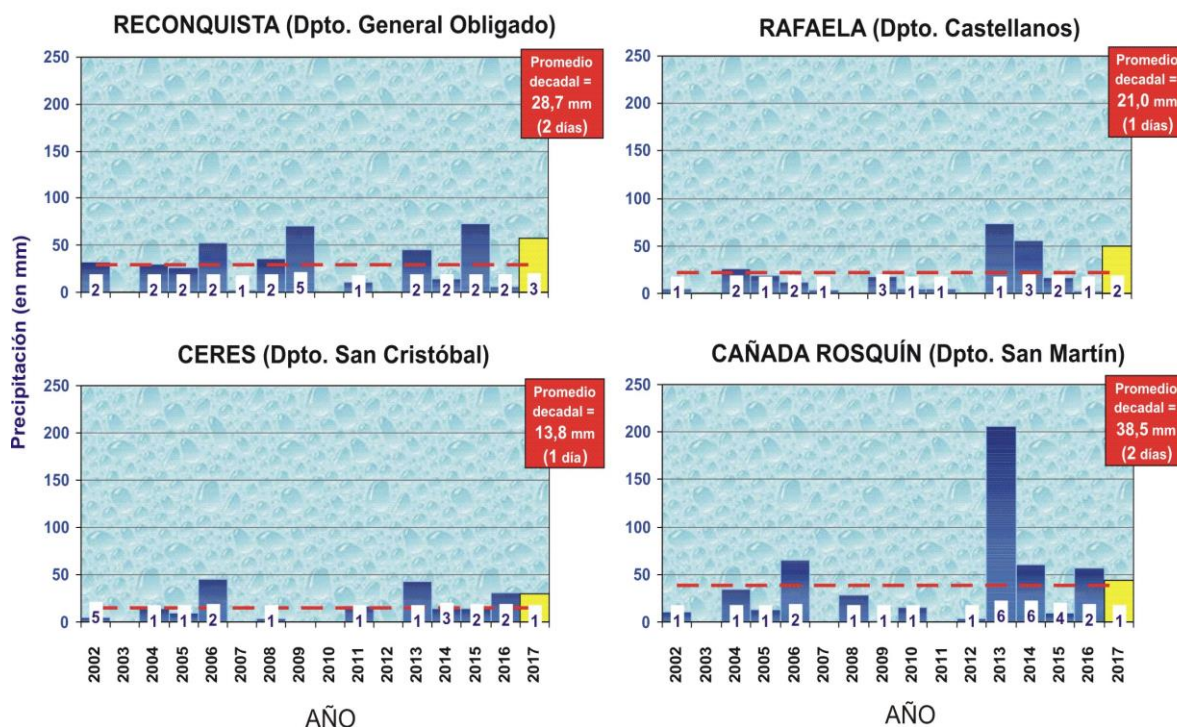 RECONQUISTA (Dpto. General Obligado)
250
200
150
100
50
0
Promedio
decadal =
28,7 mm
(2 días)
2 2 2 2 1 2 5 1 2 2 2 2 3
RAFAELA (Dpto. Castellanos)
250
200
150
100
50
0
Promedio
decadal =
21,0 mm
(1 días)
1 2 1 2 1 3 1 1 1 3 2 1 2
Precipitación (en mm)
CERES (Dpto. San Cristóbal)
250
200
150
100
50
0
Promedio
decadal =
13,8 mm
(1 día)
5 1 1 2 1 1 1 3 2 2 1
2002 2003 2004 2005 2006 2007 2008 2009 2010 2011 2012 2013 2014 2015 2016 2017
AÑO
CAÑADA ROSQUÍN (Dpto. San Martín)
250
200
150
100
50
0
Promedio
decadal =
38,5 mm
(2 días)
1 1 1 2 1 1 1 1 6 6 4 2 1
2002 2003 2004 2005 2006 2007 2008 2009 2010 2011 2012 2013 2014 2015 2016 2017
AÑO